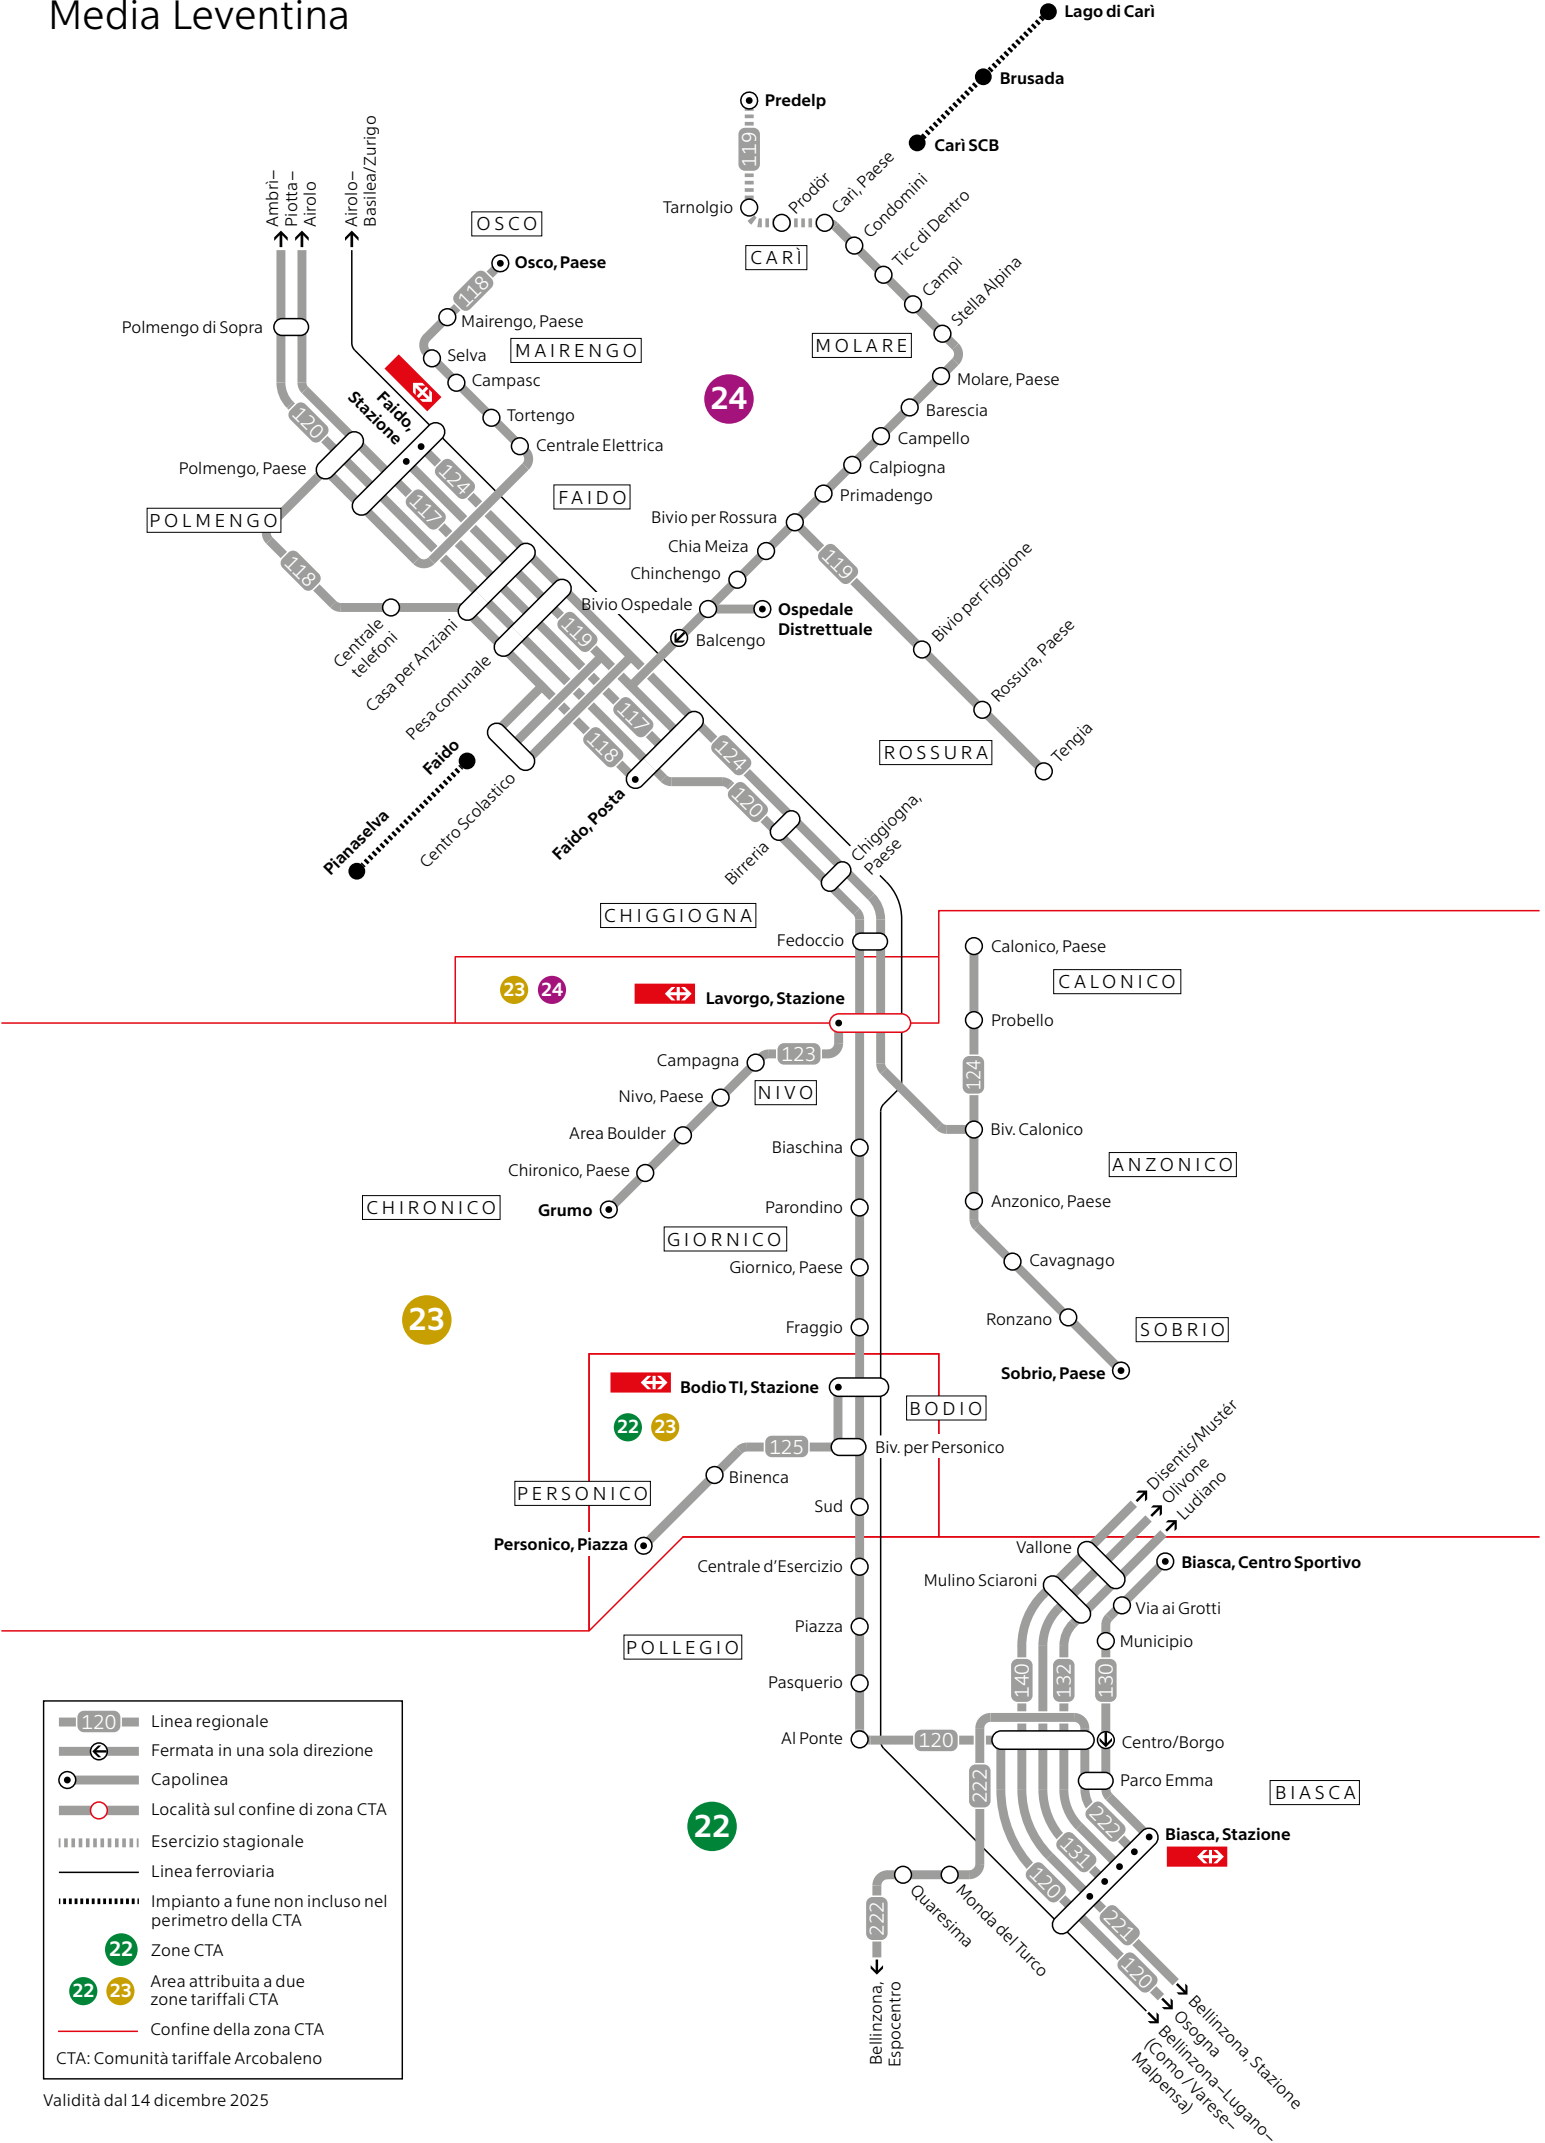 Media Leventina
Lago di Carì
Brusada
Carì SCB
Predelp
119
Tarnolgio
Prodör
Carì, Paese
Condomini
Ticc di Dentro
Campì
Stella Alpina
CARÌ
MOLARE
Ambrì–
Piotta–
Airolo
Airolo–
Basilea/Zurigo
OSCO
Osco, Paese
118
Mairengo, Paese
MAIRENGO
Selva
Campasc
Tortengo
Centrale Elettrica
Polmengo di Sopra
Faido,
Stazione
24
Molare, Paese
Barescia
Campello
Calpiogna
Primadengo
Bivio per Rossura
Chia Meiza
Chinchengo
Bivio Ospedale
Ospedale
Distrettuale
Balcengo
120
124
117
Polmengo, Paese
POLMENGO
FAIDO
118
Centrale
telefoni
Casa per Anziani
Pesa comunale
119
119
Bivio per Figgione
Rossura, Paese
Tengia
ROSSURA
117
118
124
120
Faido
Pianaselva
Centro Scolastico
Faido, Posta
Birreria
Chiggiogna,
Paese
CHIGGIOGNA
Fedoccio
23
24
Lavorgo, Stazione
Calonico, Paese
CALONICO
Probello
124
Biv. Calonico
ANZONICO
Anzonico, Paese
Cavagnago
Ronzano
SOBRIO
Sobrio, Paese
123
Campagna
NIVO
Nivo, Paese
Area Boulder
Chironico, Paese
CHIRONICO
Grumo
Biaschina
Parondino
GIORNICO
Giornico, Paese
Fraggio
23
Bodio TI, Stazione
BODIO
22
23
125
Biv. per Personico
Binenca
PERSONICO
Personico, Piazza
Sud
Centrale d’Esercizio
Piazza
POLLEGIO
Pasquerio
Al Ponte
120
Disentis/Mustér
Olivone
Ludiano
Vallone
Mulino Sciaroni
Biasca, Centro Sportivo
Via ai Grotti
Municipio
140
132
130
Centro/Borgo
Parco Emma
BIASCA
222
222
131
120
Biasca, Stazione
22
Quaresima
Monda del Turco
222
221
120
Bellinzona,
Espocentro
Bellinzona, Stazione
Osogna
Bellinzona–Lugano–
(Como / Varese–
Malpensa)
120
Linea regionale
Fermata in una sola direzione
Capolinea
Località sul confine di zona CTA
Esercizio stagionale
Linea ferroviaria
Impianto a fune non incluso nel
perimetro della CTA
22
Zone CTA
22
23
Area attribuita a due
zone tariffali CTA
Confine della zona CTA
CTA: Comunità tariffale Arcobaleno
Validità dal 14 dicembre 2025